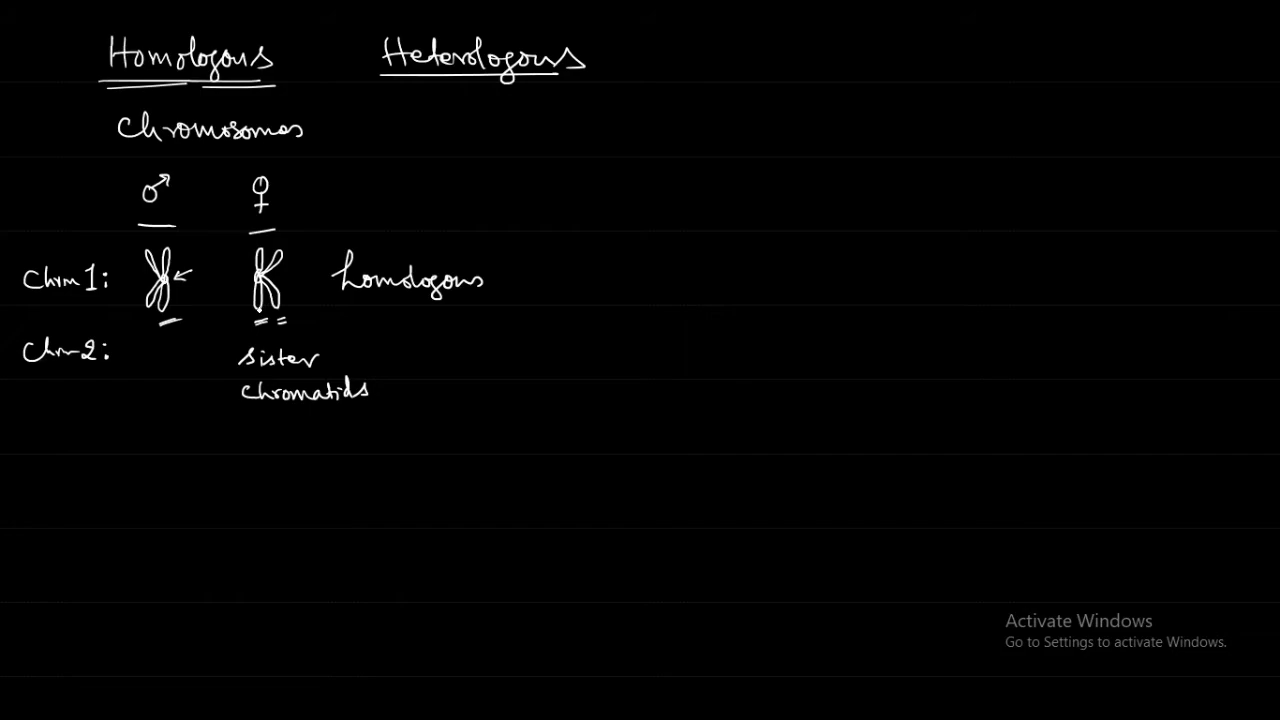 Homologous Heterologous
Chromosomes
♂ ♀
Chrm 1: homologous
Chrm 2: sister
chromatids
Activate Windows
Go to Settings to activate Windows.